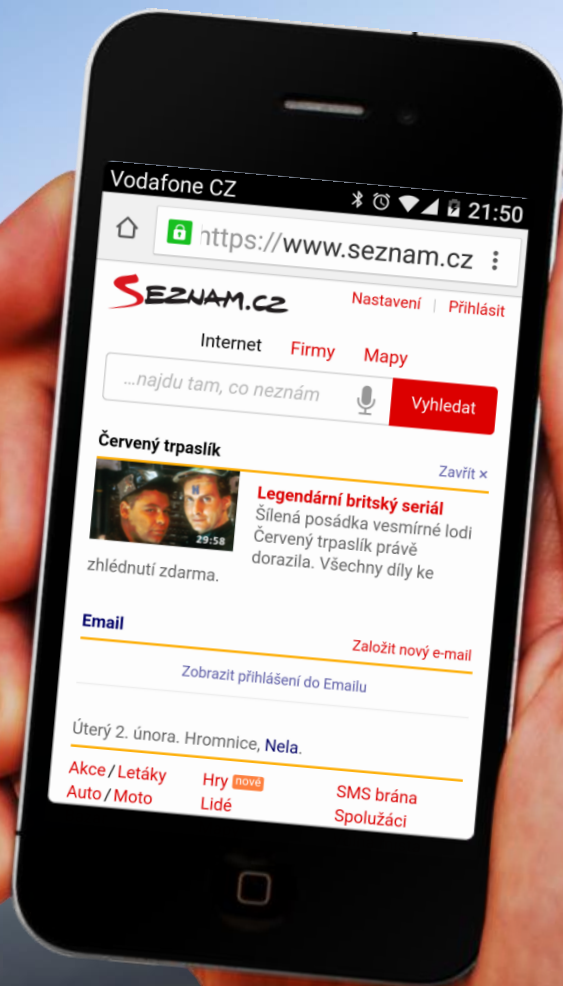 Vodafone CZ 21:50
https://www.seznam.cz
SEZNAM.CZ Nastavení | Přihlásit
Internet Firmy Mapy
...najdu tam, co neznám Vyhledat
Červený trpaslík
Zavřít ×
Legendární britský seriál
Šílená posádka vesmírné lodi
Červený trpaslík právě
dorazila. Všechny díly ke
29:58
zhlédnutí zdarma.
Email
Založit nový e-mail
Zobrazit přihlášení do Emailu
Úterý 2. února. Hromnice, Nela.
Akce / Letáky Hry nové SMS brána
Auto / Moto Lidé Spolužáci